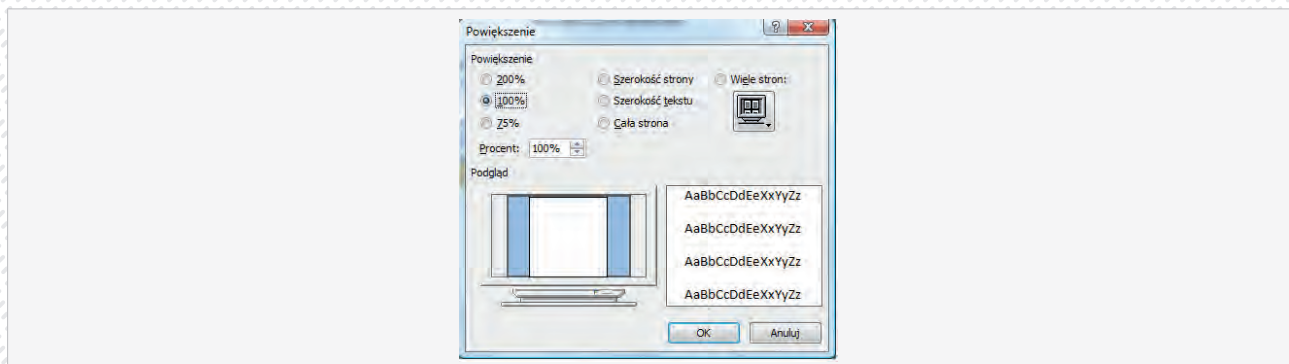 Powiększenie
Powiększenie
200%
Szerokość strony
Wiele stron:
100%
Szerokość tekstu
75%
Cała strona
Procent: 100%
Podgląd
AaBbCcDdEeXxYyZz
AaBbCcDdEeXxYyZz
AaBbCcDdEeXxYyZz
AaBbCcDdEeXxYyZz
OK
Anuluj